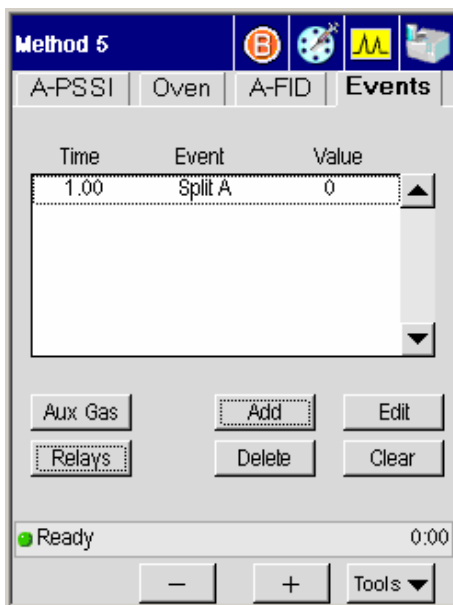 Method 5 B
A-PSSI Oven A-FID Events
Time Event Value
1.00 Split A 0
Aux Gas Add Edit
Relays Delete Clear
Ready 0:00
− + Tools